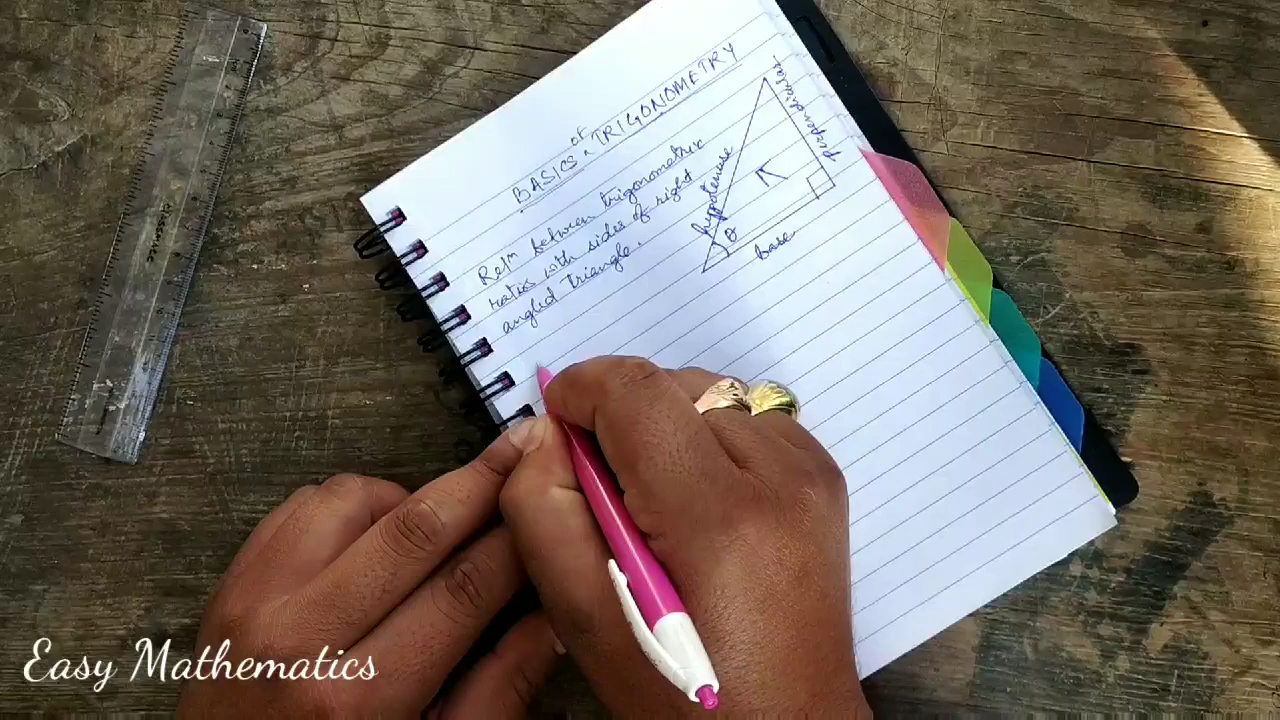 BASICS of TRIGONOMETRY
Relⁿ between trigonometric
ratios with sides of right
angled triangle.
perpendicular
hypotenuse
θ
Base
Easy Mathematics